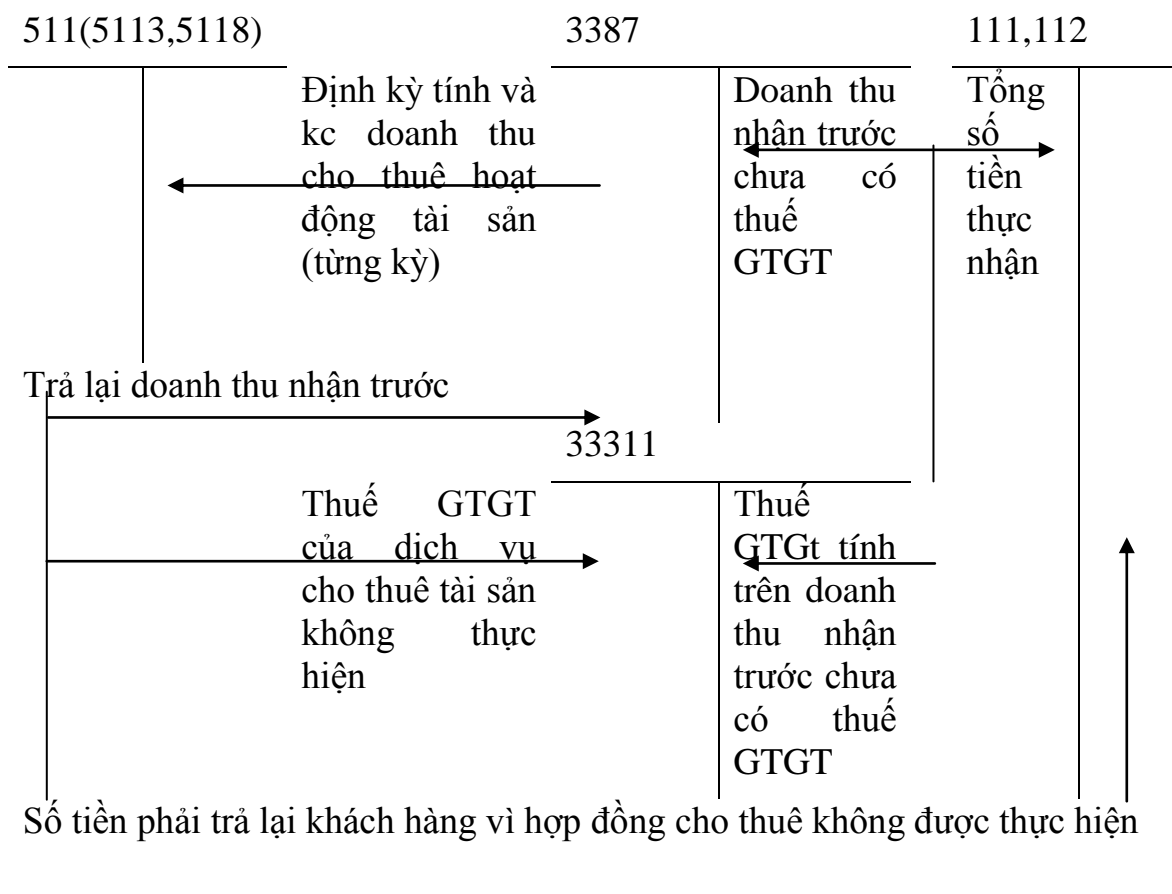 511(5113,5118) 3387 111,112
Định kỳ tính và
kc doanh thu
cho thuê hoạt
động tài sản
(từng kỳ)
Doanh thu
nhận trước
chưa có
thuế
GTGT
Tổng
số
tiền
thực
nhận
Trả lại doanh thu nhận trước
33311
Thuế GTGT
của dịch vụ
cho thuê tài sản
không thực
hiện
Thuế
GTGt tính
trên doanh
thu nhận
trước chưa
có thuế
GTGT
Số tiền phải trả lại khách hàng vì hợp đồng cho thuê không được thực hiện